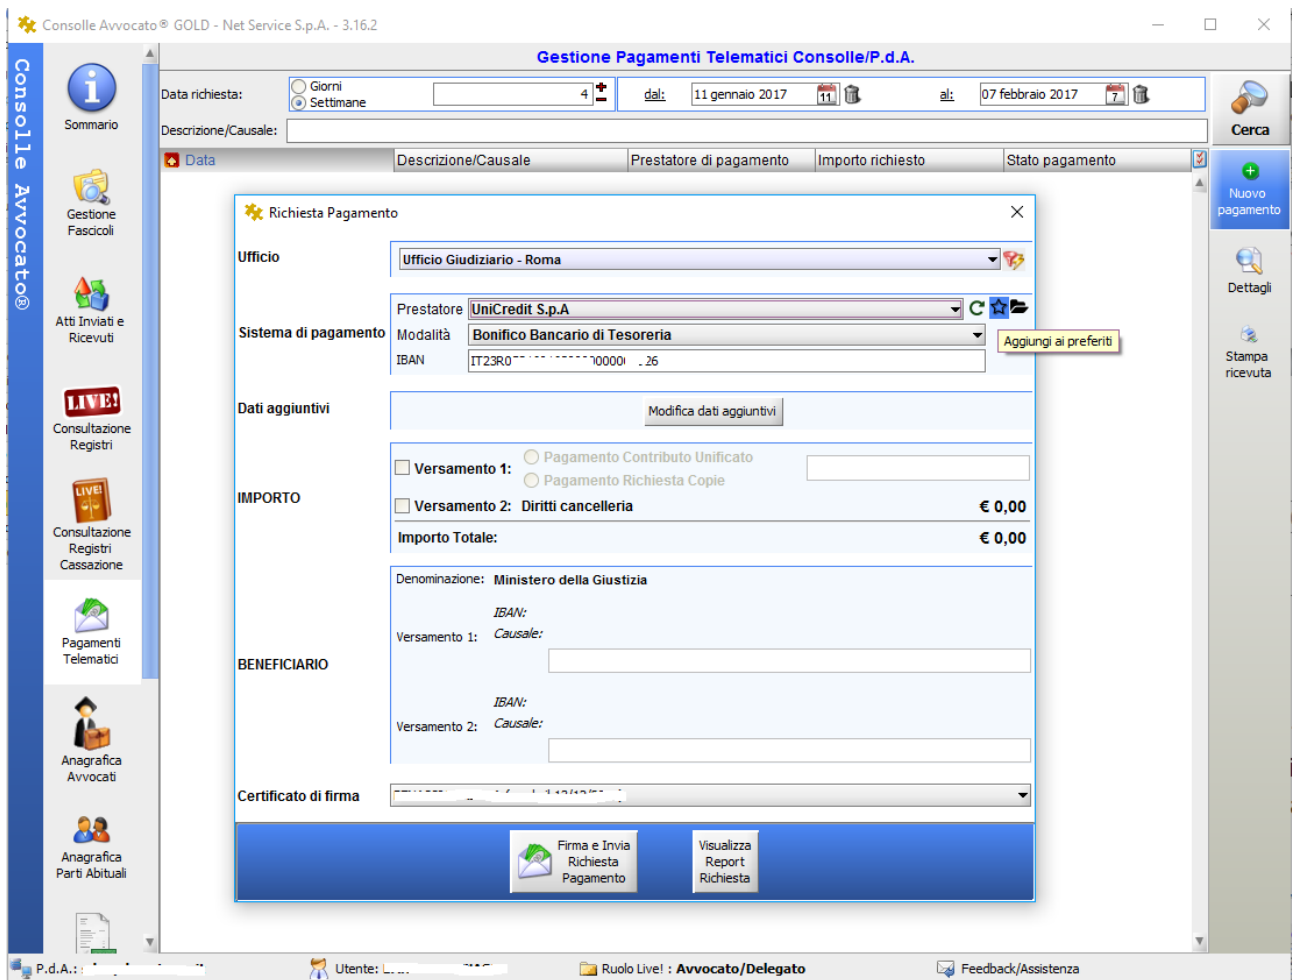 Consolle Avvocato® GOLD - Net Service S.p.A. - 3.16.2
Consolle Avvocato®
Gestione Pagamenti Telematici Consolle/P.d.A.
Sommario
Gestione
Fascicoli
Atti Inviati e
Ricevuti
LIVE!
Consultazione
Registri
LIVE!
Consultazione
Registri
Cassazione
Pagamenti
Telematici
Anagrafica
Avvocati
Anagrafica
Parti Abituali
Data richiesta:
Giorni
Settimane
4
dal:
11 gennaio 2017
11
al:
07 febbraio 2017
7
Descrizione/Causale:
Data
Descrizione/Causale
Prestatore di pagamento
Importo richiesto
Stato pagamento
Cerca
Nuovo
pagamento
Dettagli
Stampa
ricevuta
Richiesta Pagamento
Ufficio
Ufficio Giudiziario - Roma
Sistema di pagamento
Prestatore
UniCredit S.p.A
Aggiungi ai preferiti
Modalità
Bonifico Bancario di Tesoreria
IBAN
Dati aggiuntivi
Modifica dati aggiuntivi
IMPORTO
Versamento 1:
Pagamento Contributo Unificato
Pagamento Richiesta Copie
Versamento 2: Diritti cancelleria
€ 0,00
Importo Totale:
€ 0,00
BENEFICIARIO
Denominazione: Ministero della Giustizia
Versamento 1:
IBAN:
Causale:
Versamento 2:
IBAN:
Causale:
Certificato di firma
Firma e Invia
Richiesta
Pagamento
Visualizza
Report
Richiesta
P.d.A.:
Utente:
Ruolo Live! : Avvocato/Delegato
Feedback/Assistenza